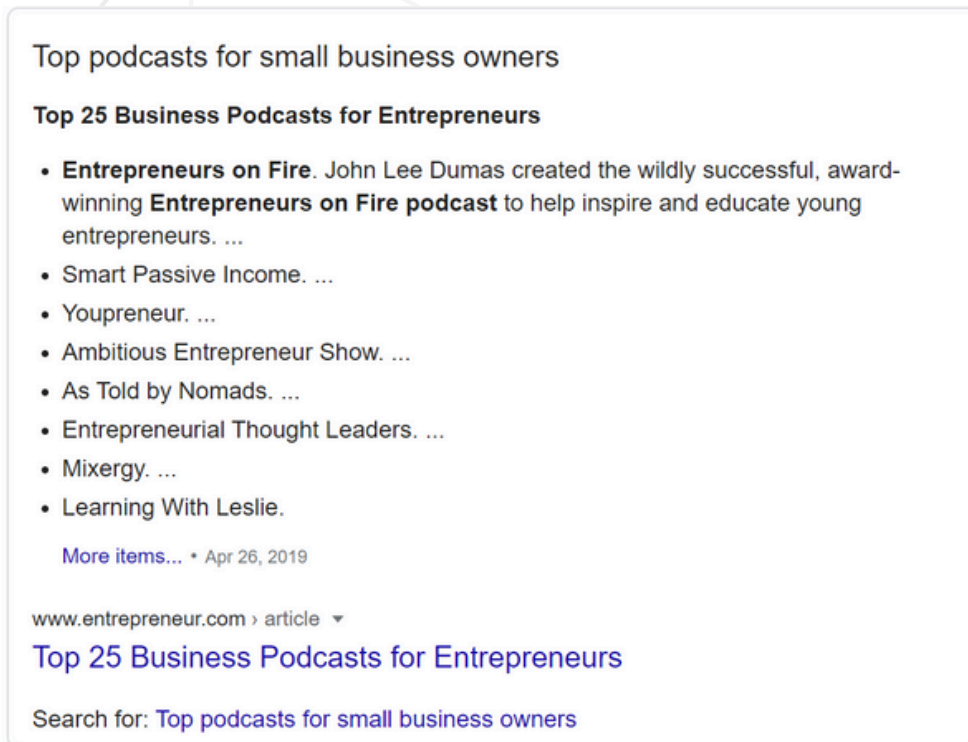 Top podcasts for small business owners
Top 25 Business Podcasts for Entrepreneurs
• Entrepreneurs on Fire. John Lee Dumas created the wildly successful, award-
winning Entrepreneurs on Fire podcast to help inspire and educate young
entrepreneurs. ...
• Smart Passive Income. ...
• Youpreneur. ...
• Ambitious Entrepreneur Show. ...
• As Told by Nomads. ...
• Entrepreneurial Thought Leaders. ...
• Mixergy. ...
• Learning With Leslie.
More items... • Apr 26, 2019
www.entrepreneur.com › article ▼
Top 25 Business Podcasts for Entrepreneurs
Search for: Top podcasts for small business owners